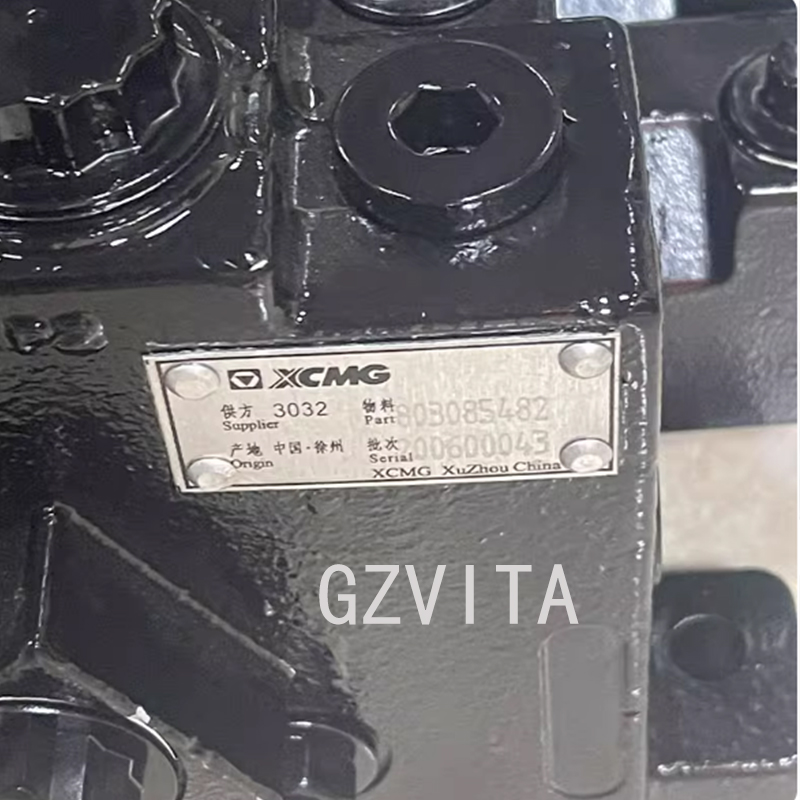 XCMG
供方 3032 物料 803085482
Supplier Part
产地 中国·徐州 批次 200600043
Origin Serial
XCMG XuZhou China
GZVITA